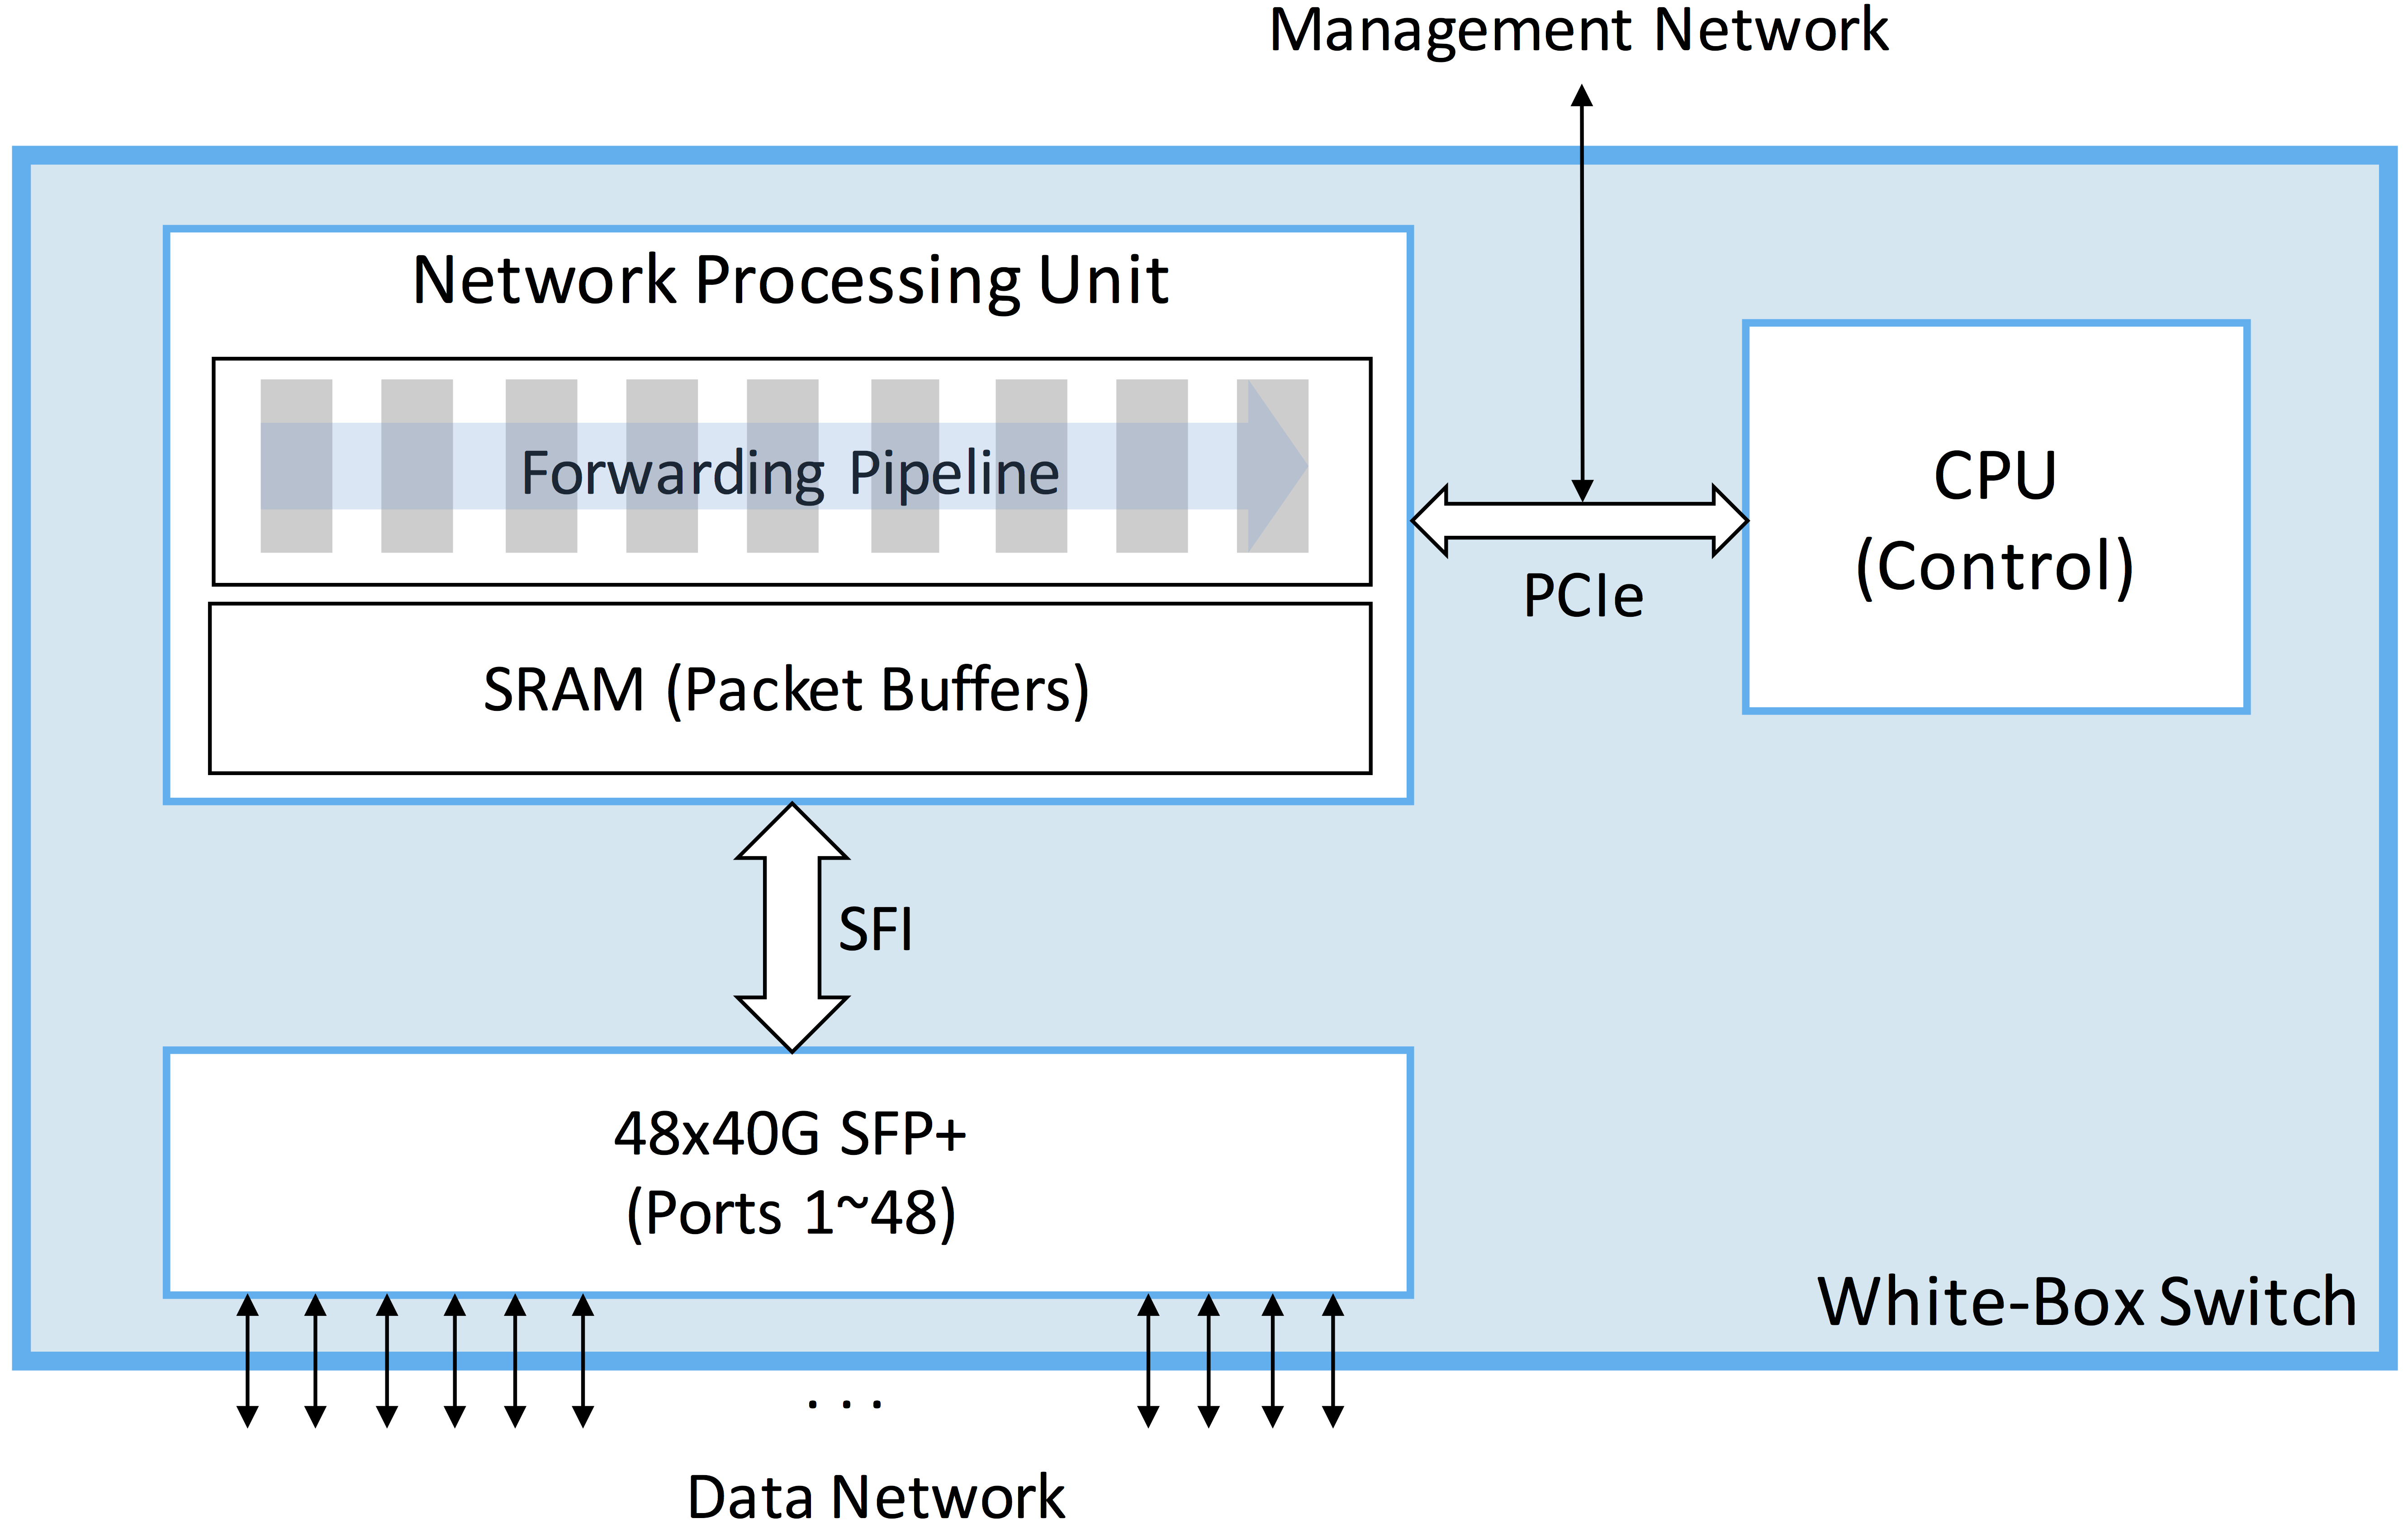 Management Network
Network Processing Unit
Forwarding Pipeline
SRAM (Packet Buffers)
PCIe
CPU
(Control)
SFI
48x40G SFP+
(Ports 1~48)
White-Box Switch
. . .
Data Network